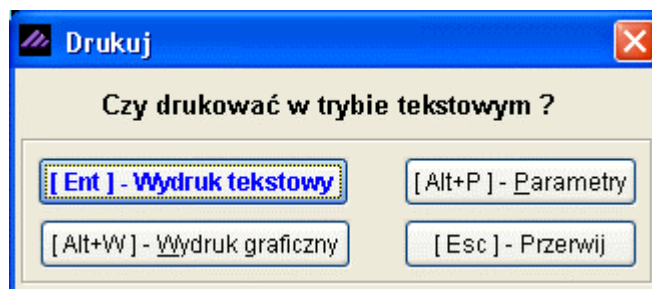 Drukuj
Czy drukować w trybie tekstowym ?
[ Ent ] - Wydruk tekstowy
[ Alt+P ] - Parametry
[ Alt+W ] - Wydruk graficzny
[ Esc ] - Przerwij